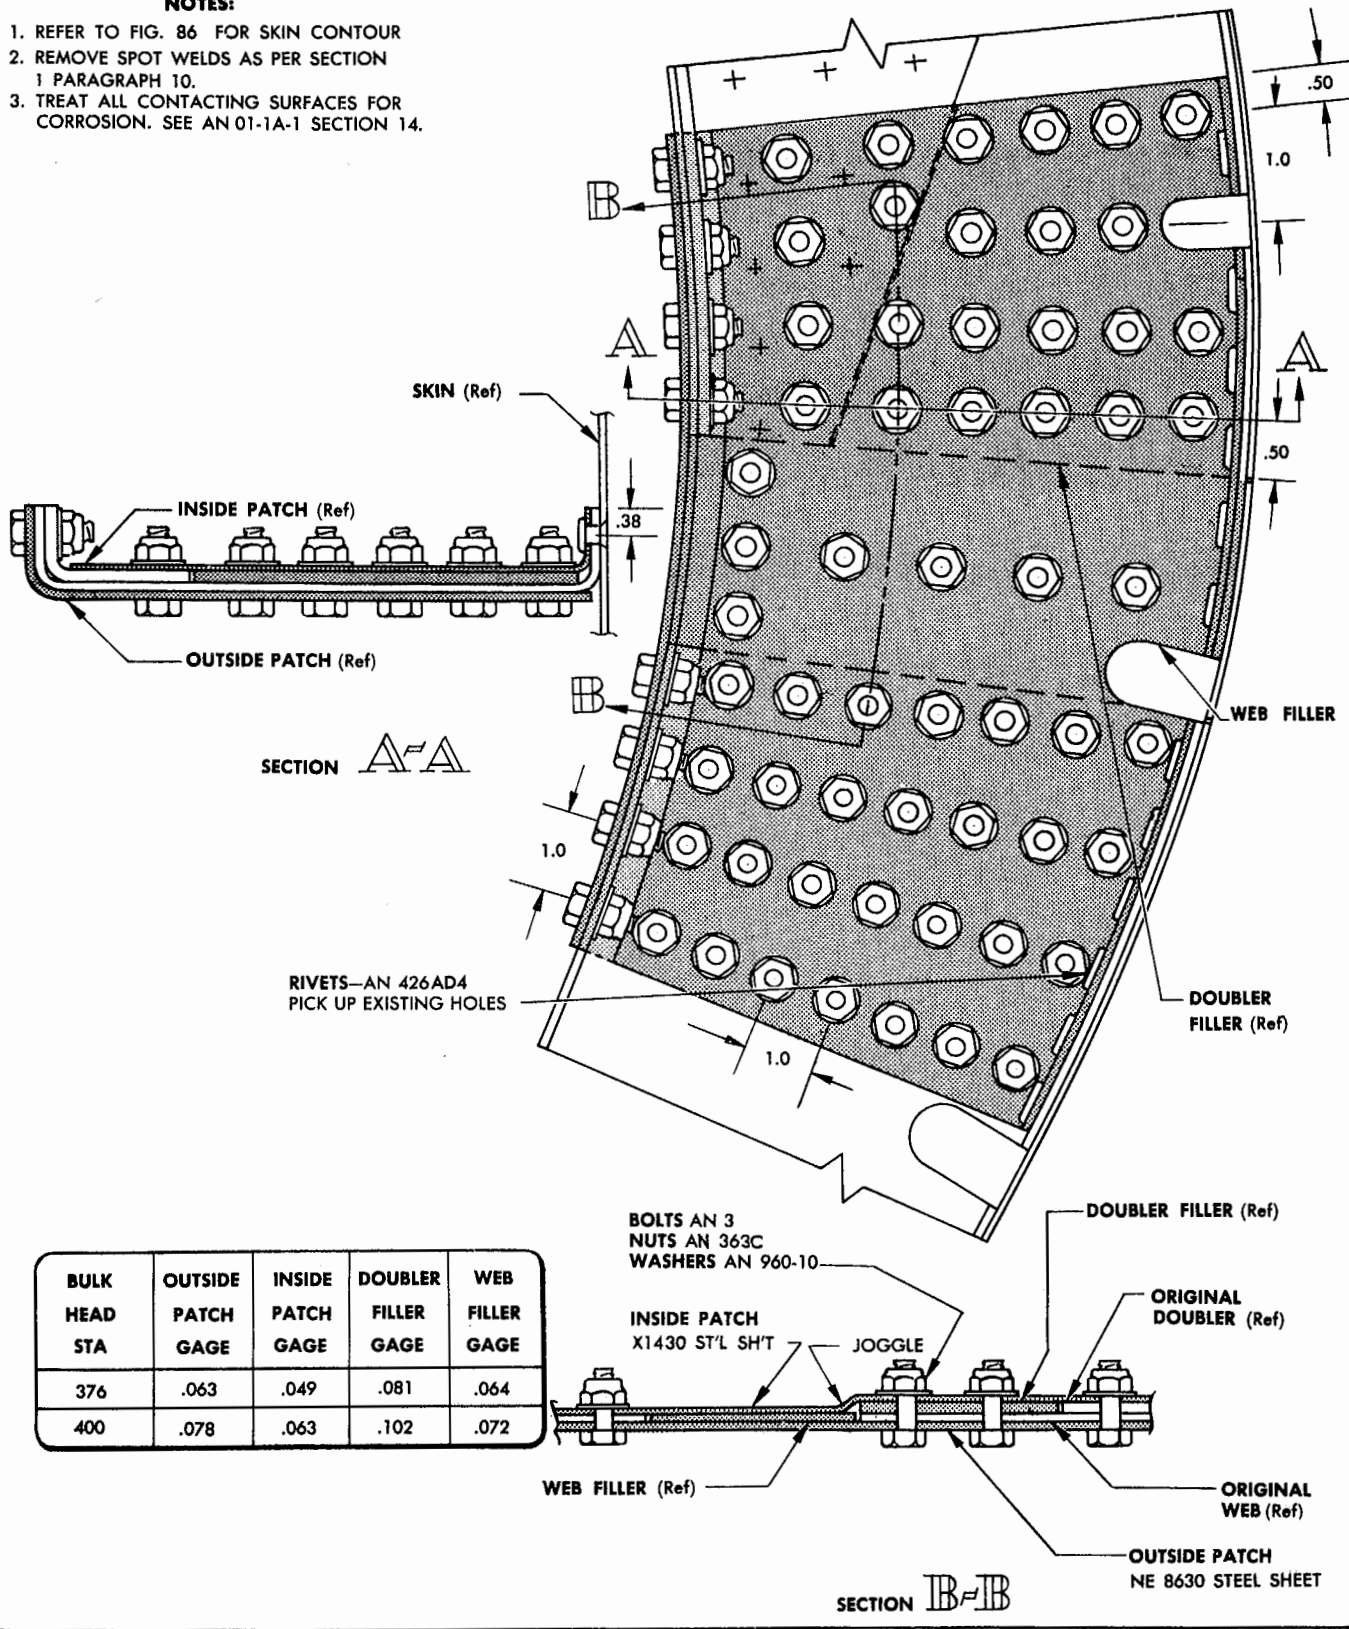 NOTES:
1. REFER TO FIG. 86 FOR SKIN CONTOUR
2. REMOVE SPOT WELDS AS PER SECTION
1 PARAGRAPH 10.
3. TREAT ALL CONTACTING SURFACES FOR
CORROSION. SEE AN 01-1A-1 SECTION 14.
.50
1.0
B
A
A
SKIN (Ref)
.50
INSIDE PATCH (Ref)
.38
OUTSIDE PATCH (Ref)
B
WEB FILLER
SECTION A-A
1.0
RIVETS—AN 426AD4
PICK UP EXISTING HOLES
DOUBLER
FILLER (Ref)
1.0
BOLTS AN 3
NUTS AN 363C
WASHERS AN 960-10
DOUBLER FILLER (Ref)
INSIDE PATCH
X1430 ST'L SH'T
JOGGLE
ORIGINAL
DOUBLER (Ref)
BULK HEAD STA OUTSIDE PATCH GAGE INSIDE PATCH GAGE DOUBLER FILLER GAGE WEB FILLER GAGE
376 .063 .049 .081 .064
400 .078 .063 .102 .072
WEB FILLER (Ref)
ORIGINAL
WEB (Ref)
OUTSIDE PATCH
NE 8630 STEEL SHEET
SECTION B-B